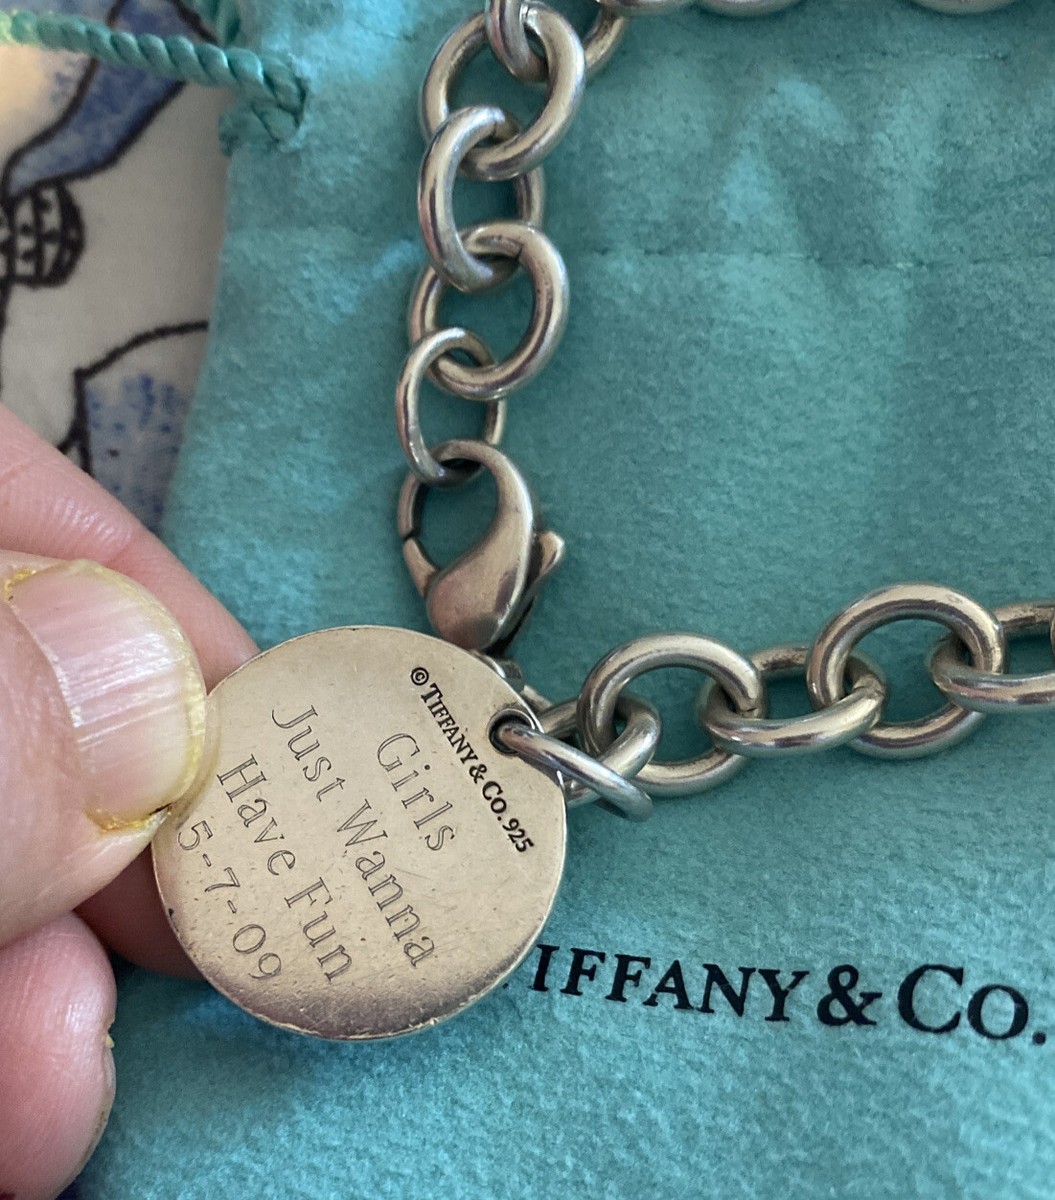 © TIFFANY & CO. 925
Girls
Just Wanna
Have Fun
5-7-09
IFFANY & CO.